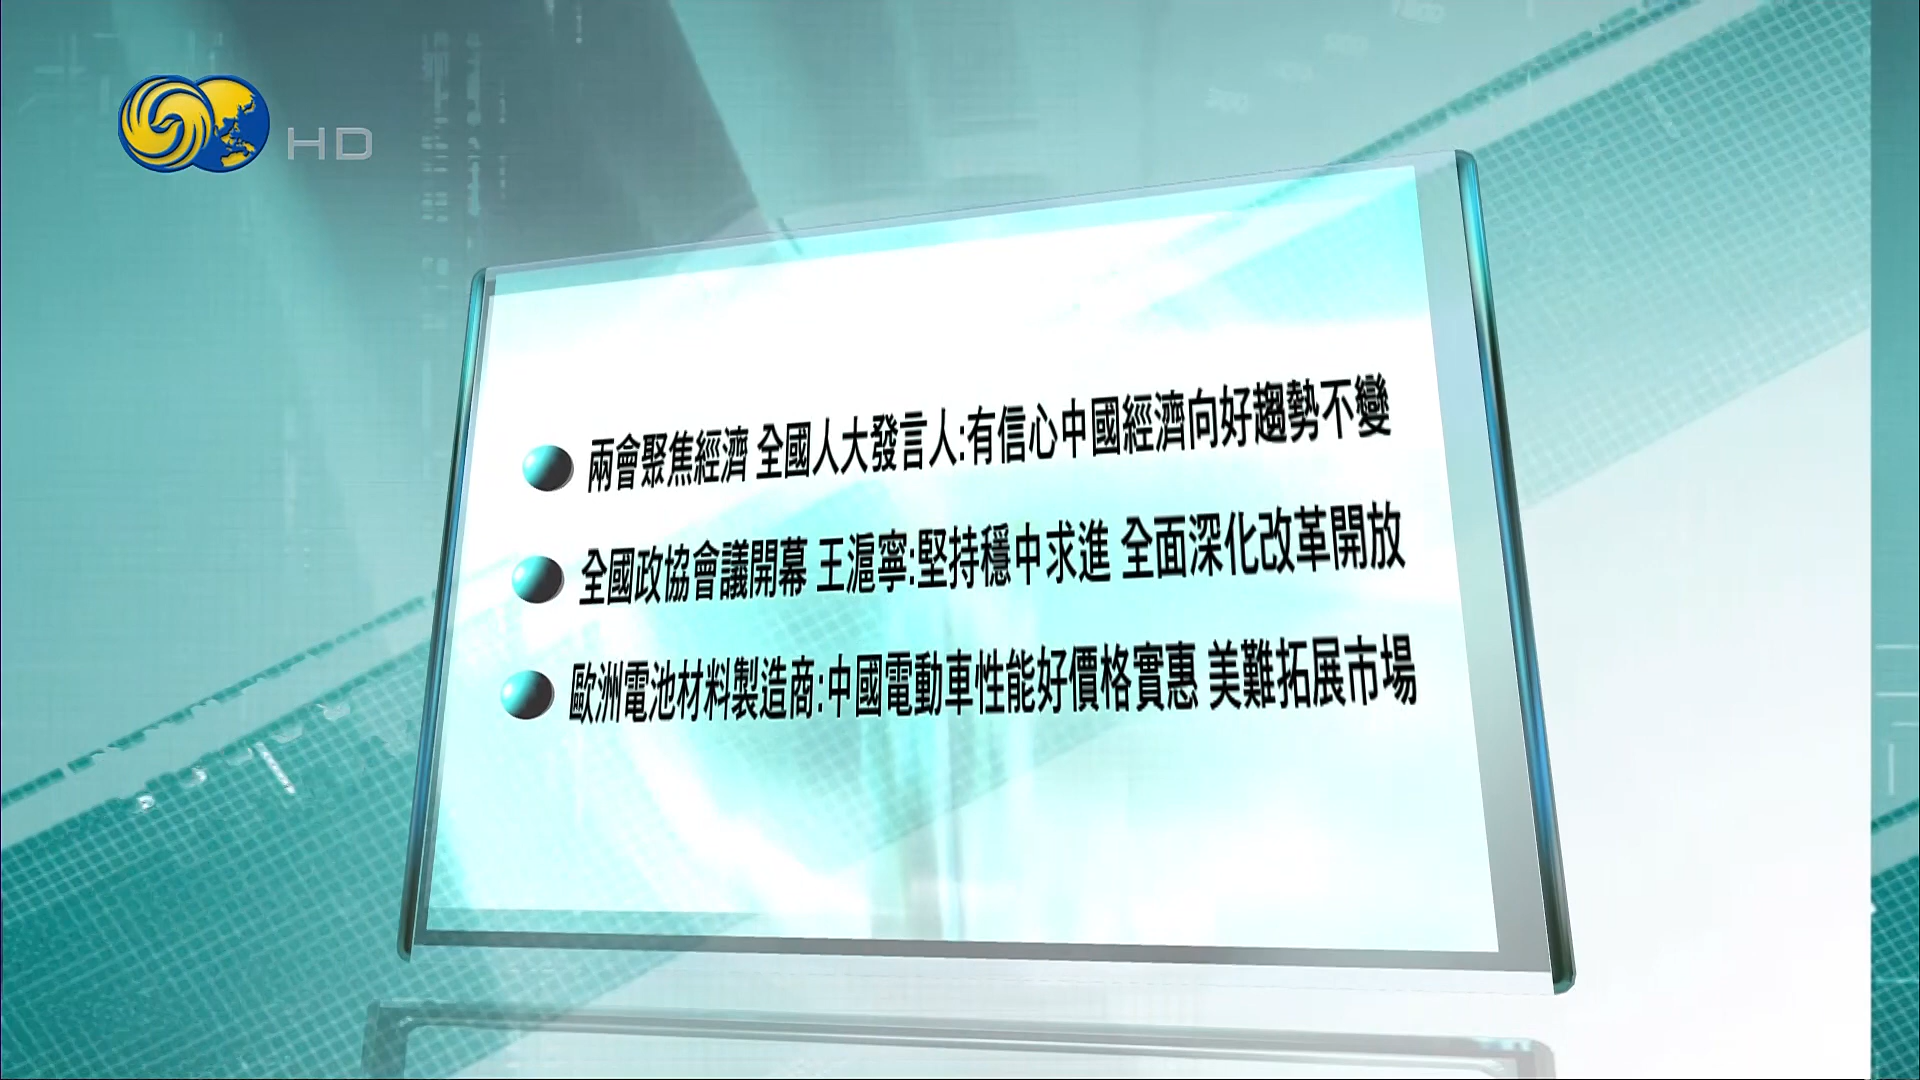 HD
兩會聚焦經濟 全國人大發言人:有信心中國經濟向好趨勢不變
全國政協會議開幕 王滬寧:堅持穩中求進 全面深化改革開放
歐洲電池材料製造商:中國電動車性能好價格實惠 美難拓展市場